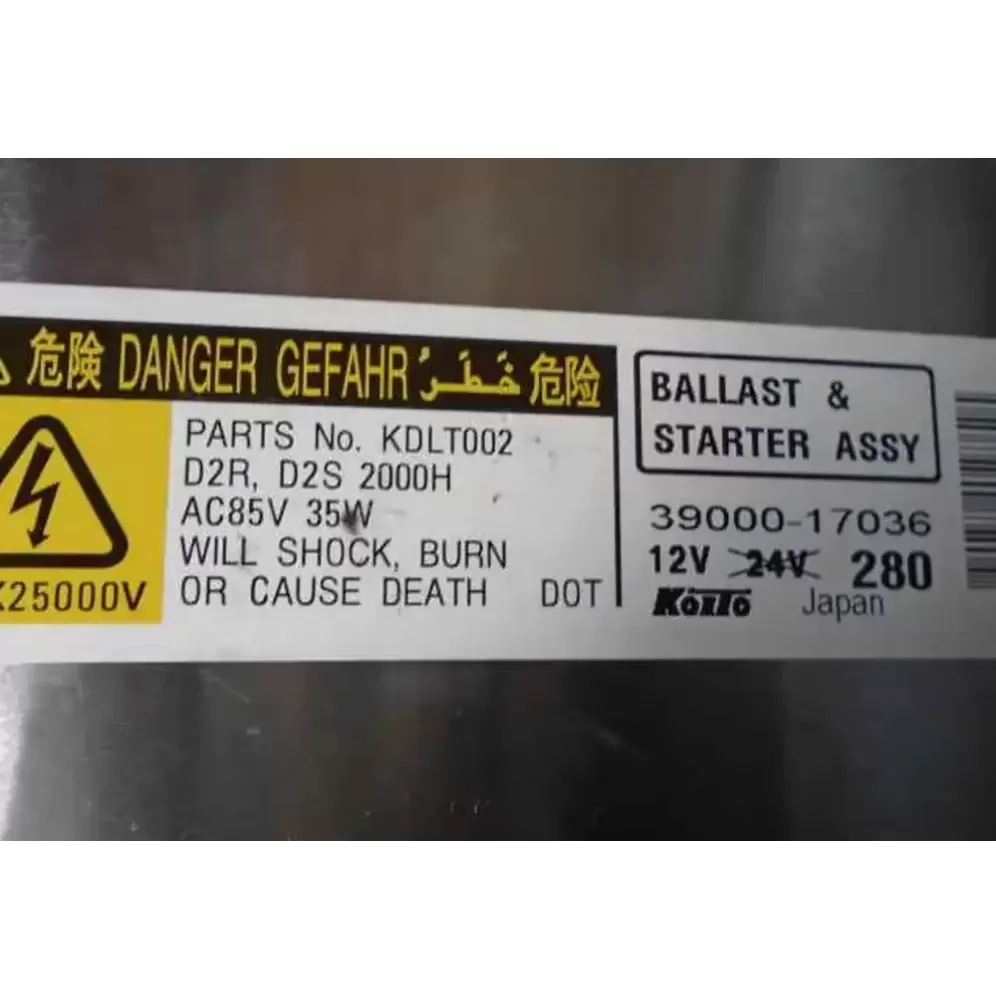 危険 DANGER GEFAHR خَطَرٌ 危险
PARTS No. KDLT002
D2R, D2S 2000H
AC85V 35W
WILL SHOCK, BURN
OR CAUSE DEATH DOT
25000V
BALLAST &
STARTER ASSY
39000-17036
12V 24V 280
KOITO Japan